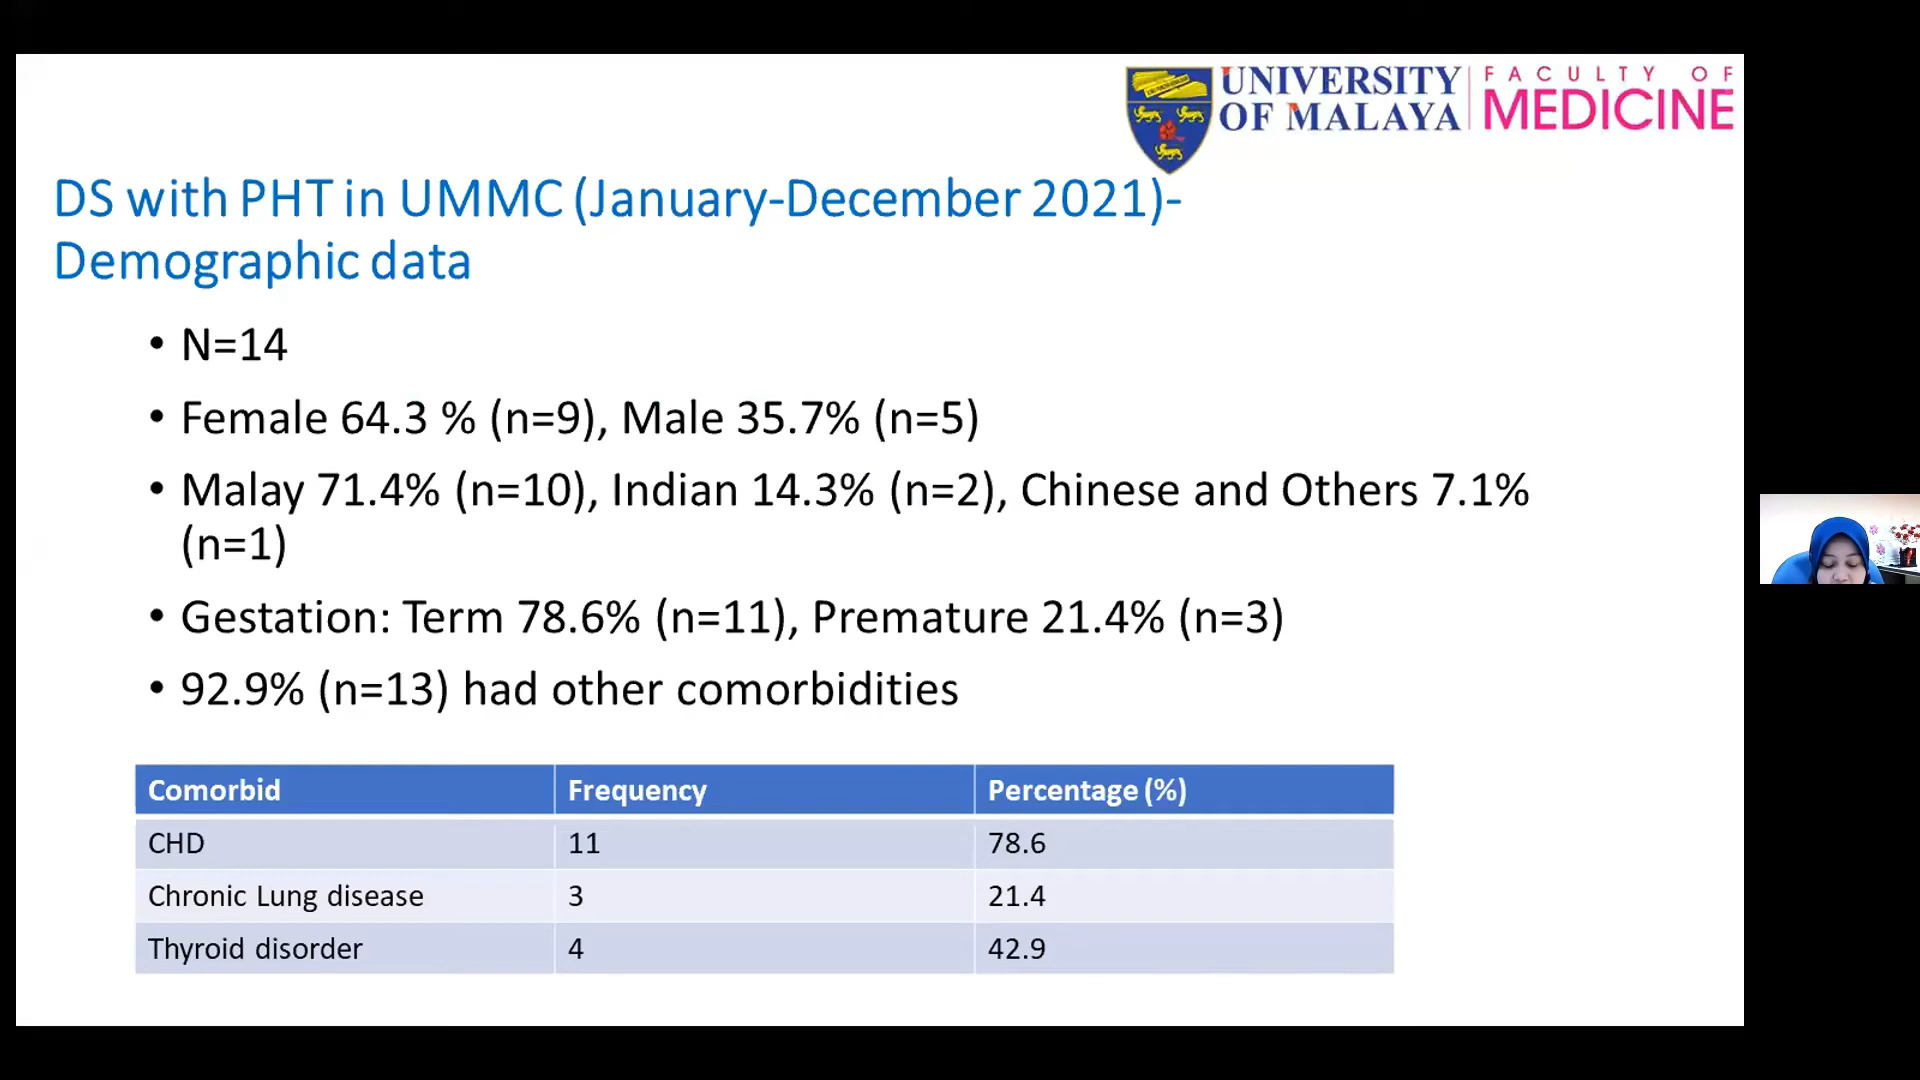 UNIVERSITY
OF MALAYA
FACULTY OF
MEDICINE
DS with PHT in UMMC (January-December 2021)-
Demographic data
• N=14
• Female 64.3 % (n=9), Male 35.7% (n=5)
• Malay 71.4% (n=10), Indian 14.3% (n=2), Chinese and Others 7.1%
(n=1)
• Gestation: Term 78.6% (n=11), Premature 21.4% (n=3)
• 92.9% (n=13) had other comorbidities
Comorbid Frequency Percentage (%)
CHD 11 78.6
Chronic Lung disease 3 21.4
Thyroid disorder 4 42.9